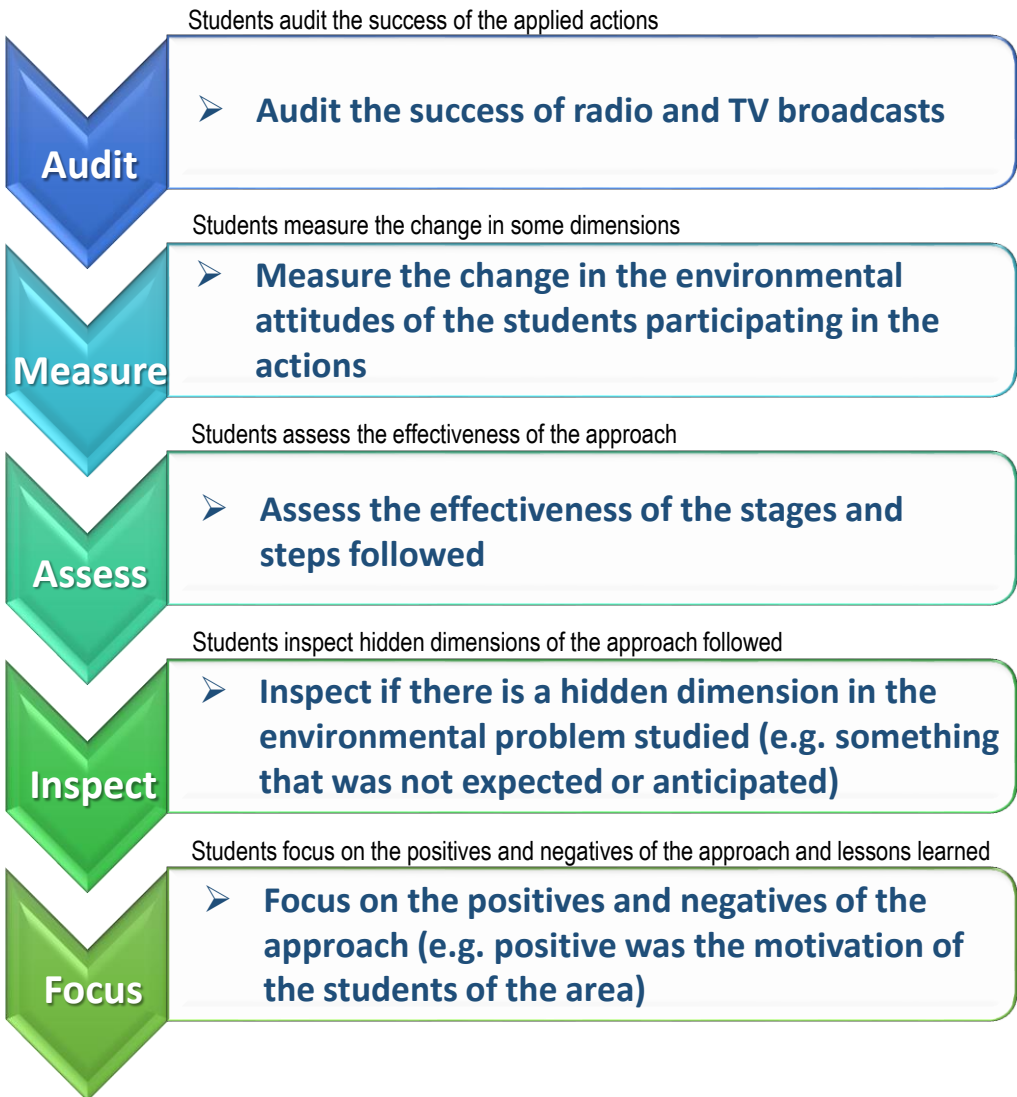 Students audit the success of the applied actions
Audit
➢ Audit the success of radio and TV broadcasts
Students measure the change in some dimensions
Measure
➢ Measure the change in the environmental
attitudes of the students participating in the
actions
Students assess the effectiveness of the approach
Assess
➢ Assess the effectiveness of the stages and
steps followed
Students inspect hidden dimensions of the approach followed
Inspect
➢ Inspect if there is a hidden dimension in the
environmental problem studied (e.g. something
that was not expected or anticipated)
Students focus on the positives and negatives of the approach and lessons learned
Focus
➢ Focus on the positives and negatives of the
approach (e.g. positive was the motivation of
the students of the area)